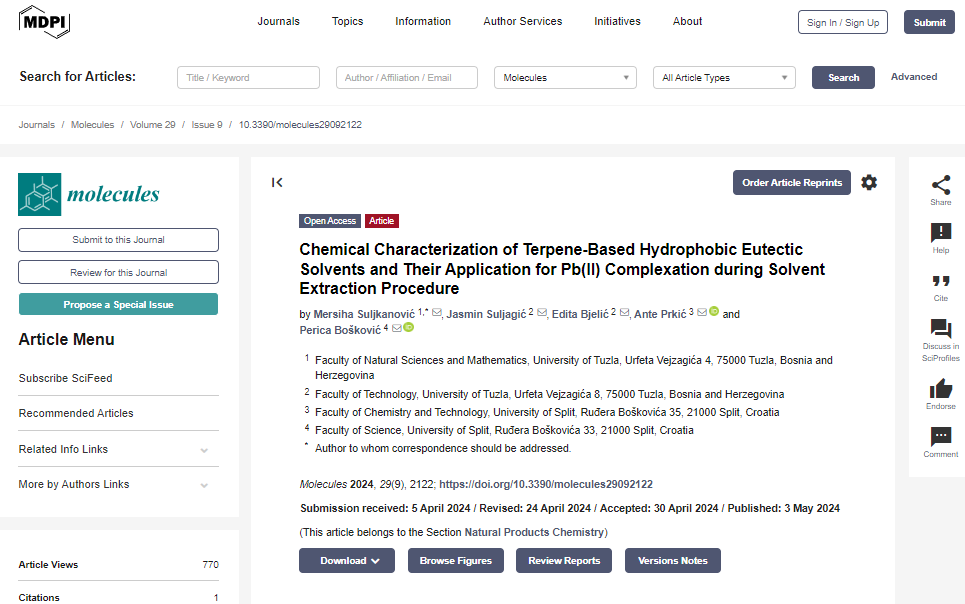 MDPI
Journals Topics Information Author Services Initiatives About
Sign In / Sign Up Submit
Search for Articles:
Title / Keyword
Author / Affiliation / Email
Molecules
All Article Types
Search
Advanced
Journals / Molecules / Volume 29 / Issue 9 / 10.3390/molecules29092122
molecules
Submit to this Journal
Review for this Journal
Propose a Special Issue
Article Menu
Subscribe SciFeed
Recommended Articles
Related Info Links
More by Authors Links
Article Views 770
Citations 1
Order Article Reprints
Open Access Article
Chemical Characterization of Terpene-Based Hydrophobic Eutectic
Solvents and Their Application for Pb(II) Complexation during Solvent
Extraction Procedure
by Mersiha Suljkanović 1,* , Jasmin Suljagić 2 , Edita Bjelić 2 , Ante Prkić 3 iD and
Perica Bošković 4 iD
1 Faculty of Natural Sciences and Mathematics, University of Tuzla, Urfeta Vejzagića 4, 75000 Tuzla, Bosnia and
Herzegovina
2 Faculty of Technology, University of Tuzla, Urfeta Vejzagića 8, 75000 Tuzla, Bosnia and Herzegovina
3 Faculty of Chemistry and Technology, University of Split, Ruđera Boškovića 35, 21000 Split, Croatia
4 Faculty of Science, University of Split, Ruđera Boškovića 33, 21000 Split, Croatia
* Author to whom correspondence should be addressed.
Molecules 2024, 29(9), 2122; https://doi.org/10.3390/molecules29092122
Submission received: 5 April 2024 / Revised: 24 April 2024 / Accepted: 30 April 2024 / Published: 3 May 2024
(This article belongs to the Section Natural Products Chemistry)
Download Browse Figures Review Reports Versions Notes
Share
Help
Cite
Discuss in
SciProfiles
Endorse
Comment